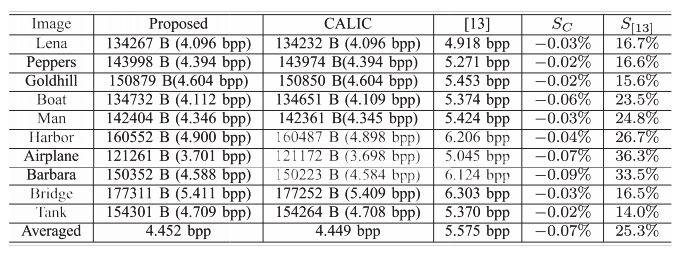 Image Proposed CALIC [13] S_C S_[13]
Lena 134267 B (4.096 bpp) 134232 B (4.096 bpp) 4.918 bpp −0.03% 16.7%
Peppers 143998 B (4.394 bpp) 143974 B(4.394 bpp) 5.271 bpp −0.02% 16.6%
Goldhill 150879 B(4.604 bpp) 150850 B(4.604 bpp) 5.453 bpp −0.02% 15.6%
Boat 134732 B (4.112 bpp) 134651 B (4.109 bpp) 5.374 bpp −0.06% 23.5%
Man 142404 B (4.346 bpp) 142361 B(4.345 bpp) 5.424 bpp −0.03% 24.8%
Harbor 160552 B (4.900 bpp) 160487 B (4.898 bpp) 6.206 bpp −0.04% 26.7%
Airplane 121261 B (3.701 bpp) 121172 B (3.698 bpp) 5.045 bpp −0.07% 36.3%
Barbara 150352 B (4.588 bpp) 150223 B (4.584 bpp) 6.124 bpp −0.09% 33.5%
Bridge 177311 B (5.411 bpp) 177252 B (5.409 bpp) 6.303 bpp −0.03% 16.5%
Tank 154301 B (4.709 bpp) 154264 B (4.708 bpp) 5.370 bpp −0.02% 14.0%
Averaged 4.452 bpp 4.449 bpp 5.575 bpp −0.07% 25.3%